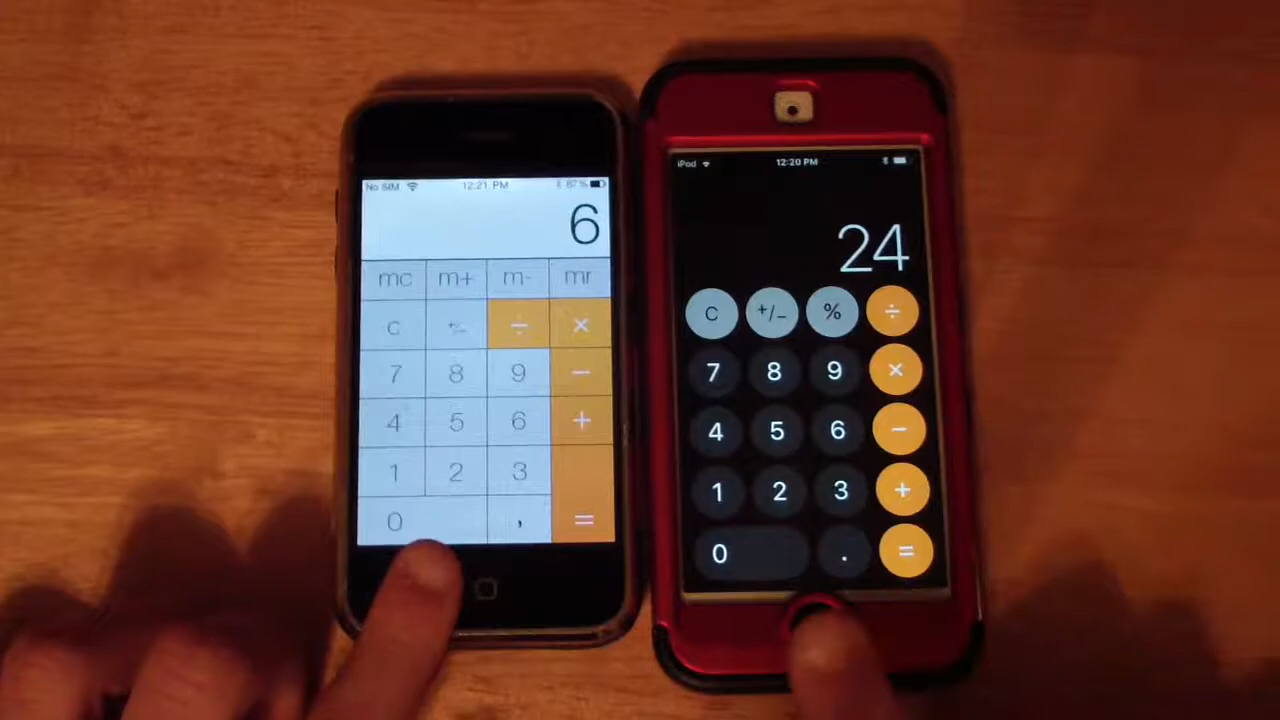 No SIM 12:21 PM 87%
6
mc m+ m- mr
C +/- ÷ ×
7 8 9 −
4 5 6 +
1 2 3
0 , =
iPod 12:20 PM
24
C +/- % ÷
7 8 9 ×
4 5 6 −
1 2 3 +
0 . =